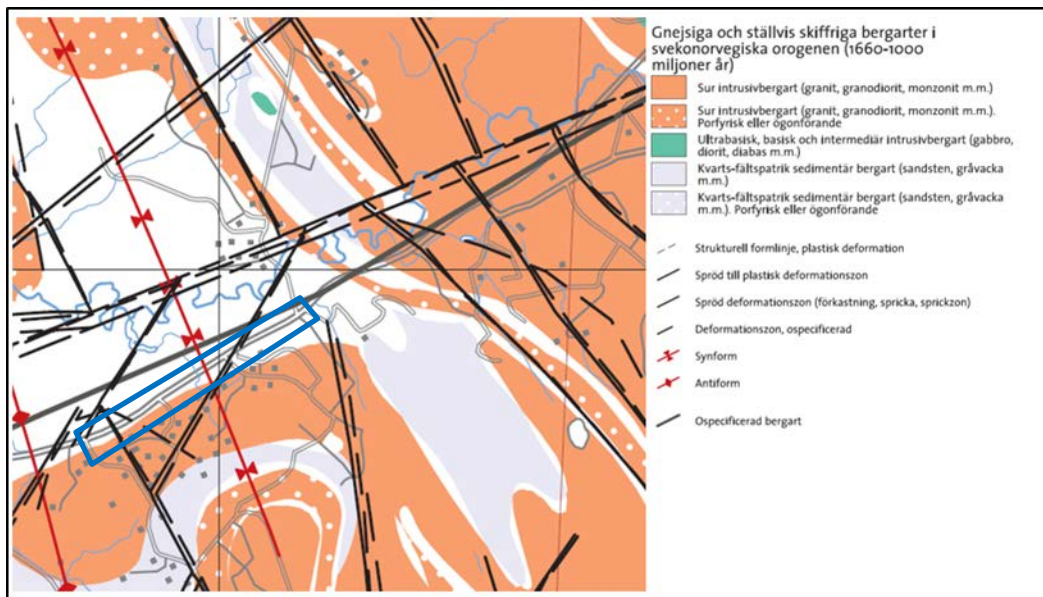 Gnejsiga och ställvis skiffriga bergarter i
svekonorvegiska orogenen (1660-1000
miljoner år)
Sur intrusivbergart (granit, granodiorit, monzonit m.m.)
Sur intrusivbergart (granit, granodiorit, monzonit m.m.).
Porfyrisk eller ögonförande
Ultrabasisk, basisk och intermediär intrusivbergart (gabbro,
diorit, diabas m.m.)
Kvarts-fältspatrik sedimentär bergart (sandsten, gråvacka
m.m.)
Kvarts-fältspatrik sedimentär bergart (sandsten, gråvacka
m.m.). Porfyrisk eller ögonförande
Strukturell formlinje, plastisk deformation
Spröd till plastisk deformationszon
Spröd deformationszon (förkastning, spricka, sprickzon)
Deformationszon, ospecificerad
Synform
Antiform
Ospecificerad bergart